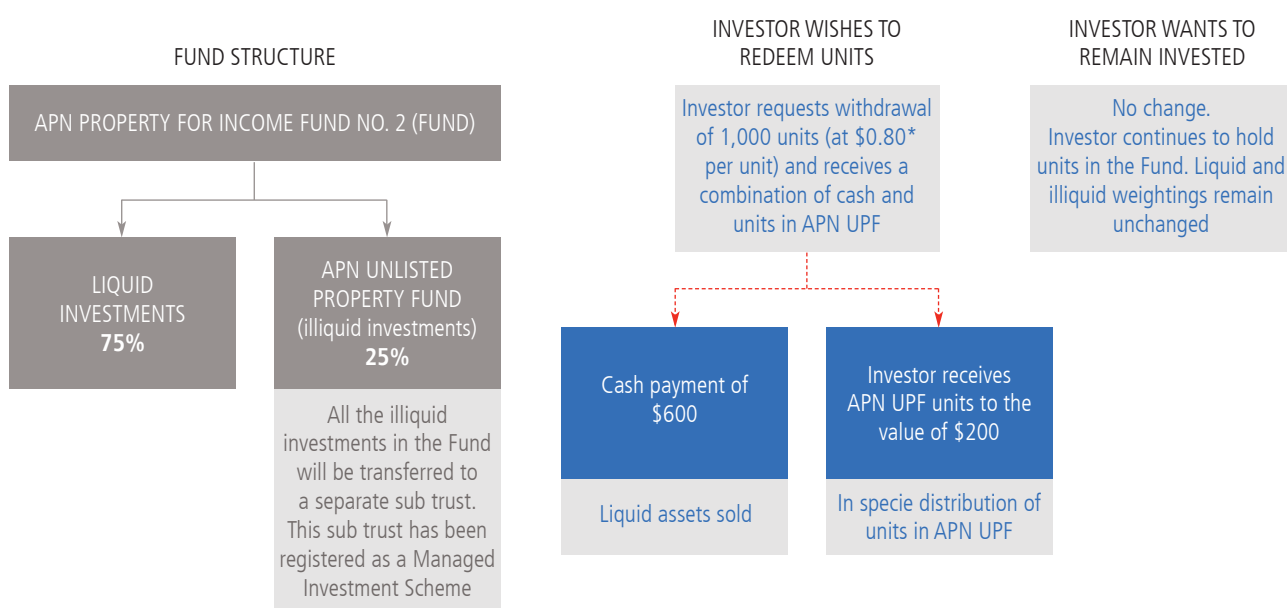 FUND STRUCTURE
APN PROPERTY FOR INCOME FUND NO. 2 (FUND)
LIQUID
INVESTMENTS
75%
APN UNLISTED
PROPERTY FUND
(illiquid investments)
25%
All the illiquid
investments in the Fund
will be transferred to
a separate sub trust.
This sub trust has been
registered as a Managed
Investment Scheme
INVESTOR WISHES TO
REDEEM UNITS
Investor requests withdrawal
of 1,000 units (at $0.80*
per unit) and receives a
combination of cash and
units in APN UPF
Cash payment of
$600
Liquid assets sold
Investor receives
APN UPF units to the
value of $200
In specie distribution of
units in APN UPF
INVESTOR WANTS TO
REMAIN INVESTED
No change.
Investor continues to hold
units in the Fund. Liquid and
illiquid weightings remain
unchanged